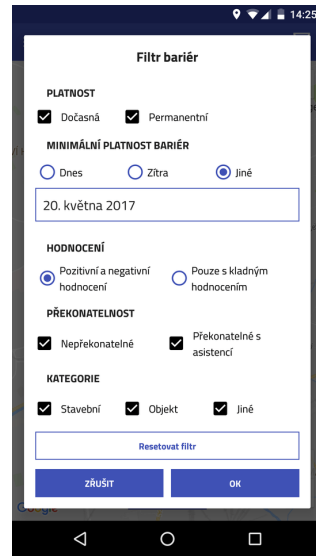 14:25
Filtr bariér
PLATNOST
Dočasná Permanentní
MINIMÁLNÍ PLATNOST BARIÉR
Dnes Zítra Jiné
20. května 2017
HODNOCENÍ
Pozitivní a negativní
hodnocení
Pouze s kladným
hodnocením
PŘEKONATELNOST
Nepřekonatelné
Překonatelné s
asistencí
KATEGORIE
Stavební Objekt Jiné
Resetovat filtr
ZŘUŠIT OK